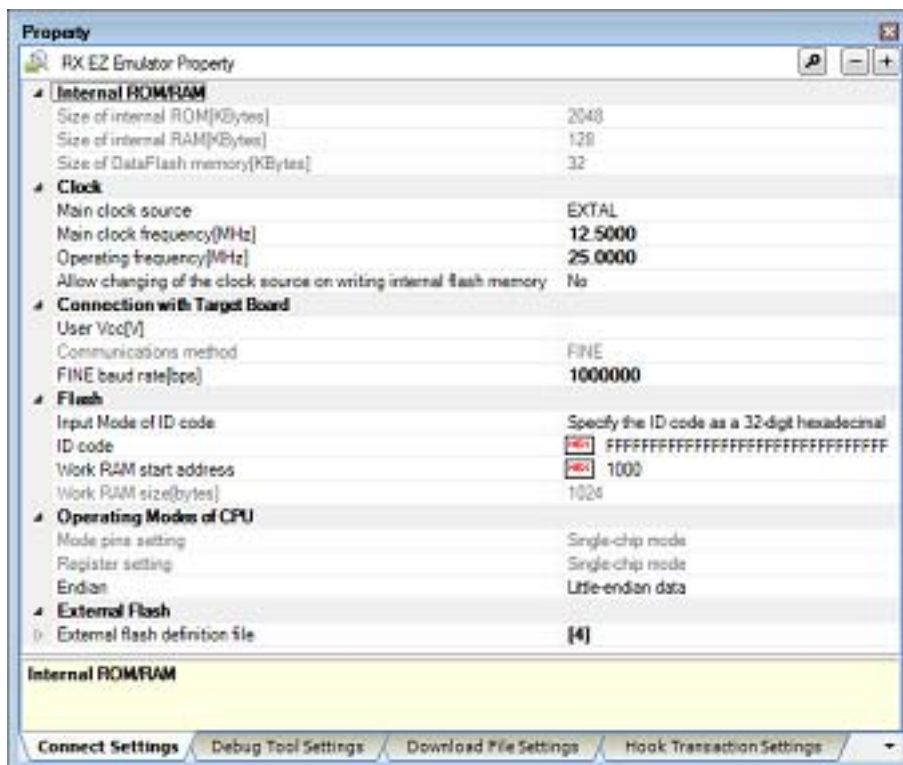 Property
RX EZ Emulator Property
Internal ROM/RAM
Size of internal ROM[KBytes] 2048
Size of internal RAM[KBytes] 128
Size of DataFlash memory[KBytes] 32
Clock
Main clock source EXTAL
Main clock frequency[MHz] 12.5000
Operating frequency[MHz] 25.0000
Allow changing of the clock source on writing internal flash memory No
Connection with Target Board
User Vcc[V]
Communications method FINE
FINE baud rate[bps] 1000000
Flash
Input Mode of ID code Specify the ID code as a 32-digit hexadecimal
ID code HEX FFFFFFFFFFFFFFFFFFFFFFFFFFFFFFFF
Work RAM start address HEX 1000
Work RAM size[bytes] 1024
Operating Modes of CPU
Mode pins setting Single-chip mode
Register setting Single-chip mode
Endian Little-endian data
External Flash
External flash definition file [4]
Internal ROM/RAM
Connect Settings Debug Tool Settings Download File Settings Hook Transaction Settings